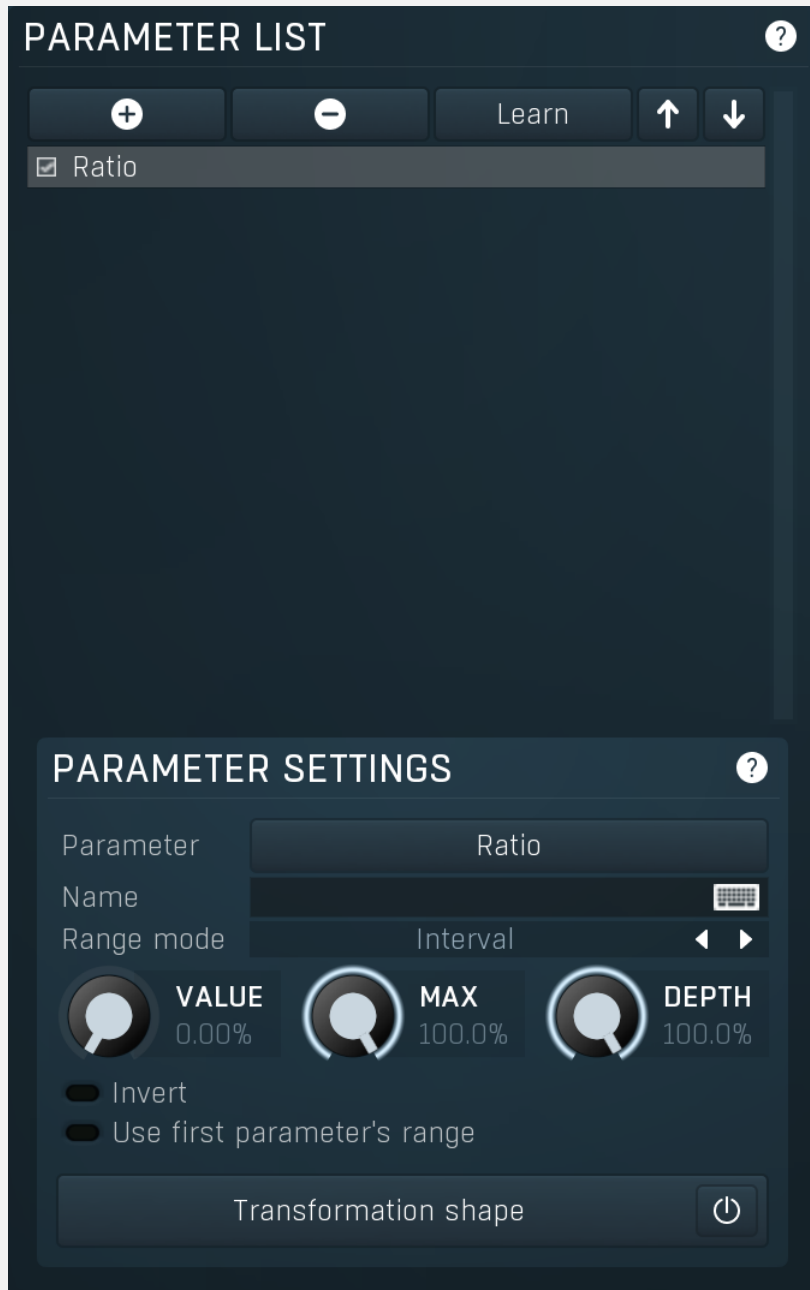 PARAMETER LIST ?
Learn
Ratio
PARAMETER SETTINGS ?
Parameter Ratio
Name
Range mode Interval
VALUE MAX DEPTH
0.00% 100.0% 100.0%
Invert
Use first parameter's range
Transformation shape